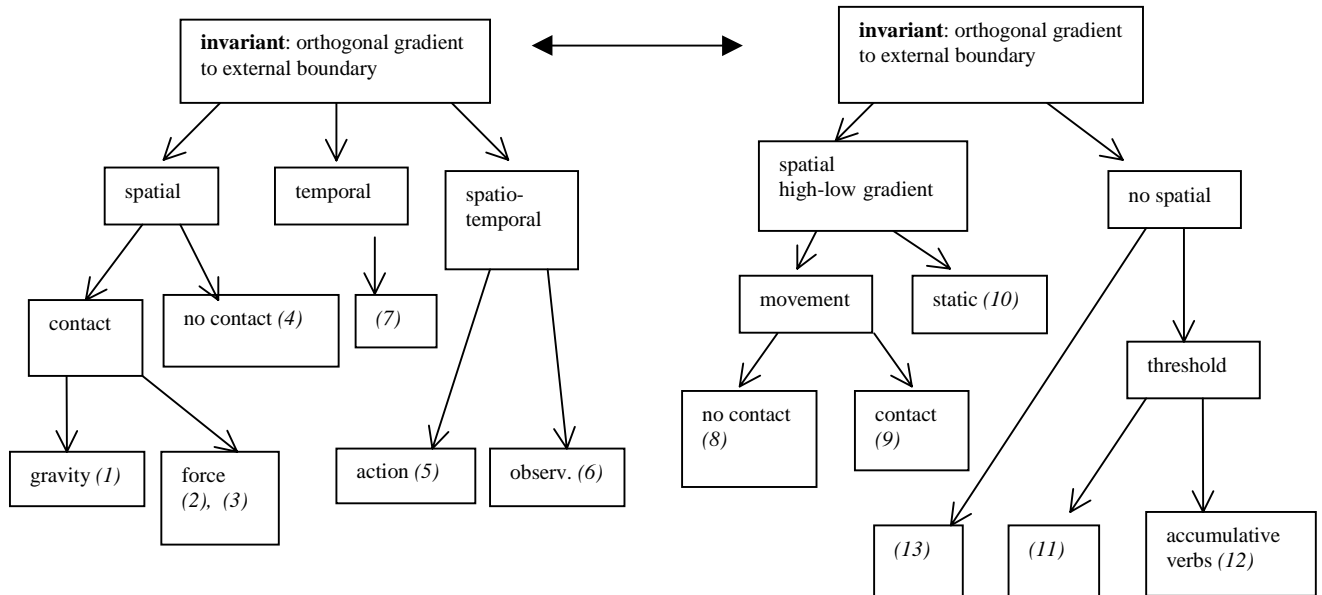 invariant: orthogonal gradient
to external boundary
invariant: orthogonal gradient
to external boundary
spatial
temporal
spatio-
temporal
spatial
high-low gradient
no spatial
contact
no contact (4)
(7)
movement
static (10)
threshold
no contact
(8)
contact
(9)
gravity (1)
force
(2), (3)
action (5)
observ. (6)
(13)
(11)
accumulative
verbs (12)